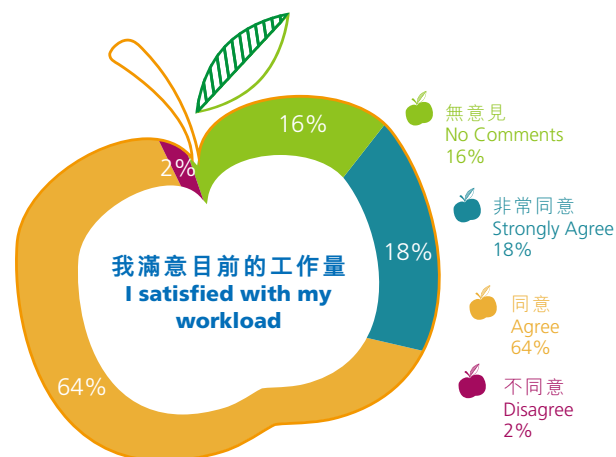 16%
2%
18%
64%
我滿意目前的工作量
I satisfied with my
workload
無意見
No Comments
16%
非常同意
Strongly Agree
18%
同意
Agree
64%
不同意
Disagree
2%